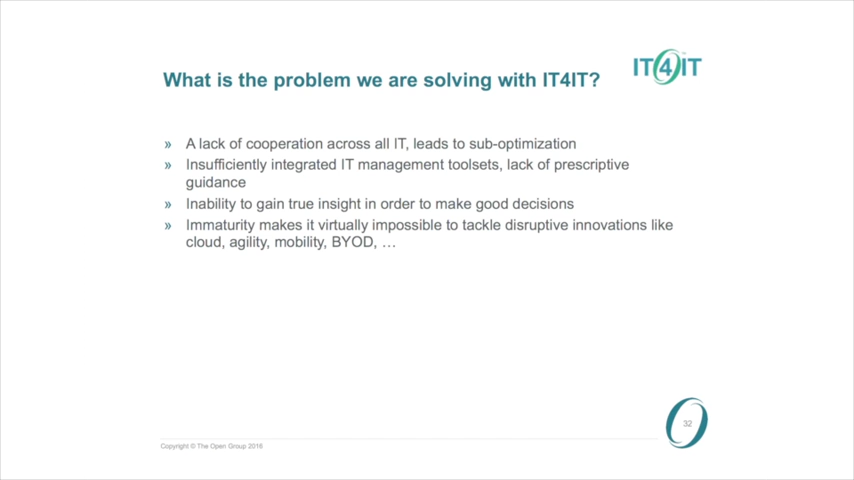 What is the problem we are solving with IT4IT?
IT4IT
» A lack of cooperation across all IT, leads to sub-optimization
» Insufficiently integrated IT management toolsets, lack of prescriptive
guidance
» Inability to gain true insight in order to make good decisions
» Immaturity makes it virtually impossible to tackle disruptive innovations like
cloud, agility, mobility, BYOD, …
32
Copyright © The Open Group 2016